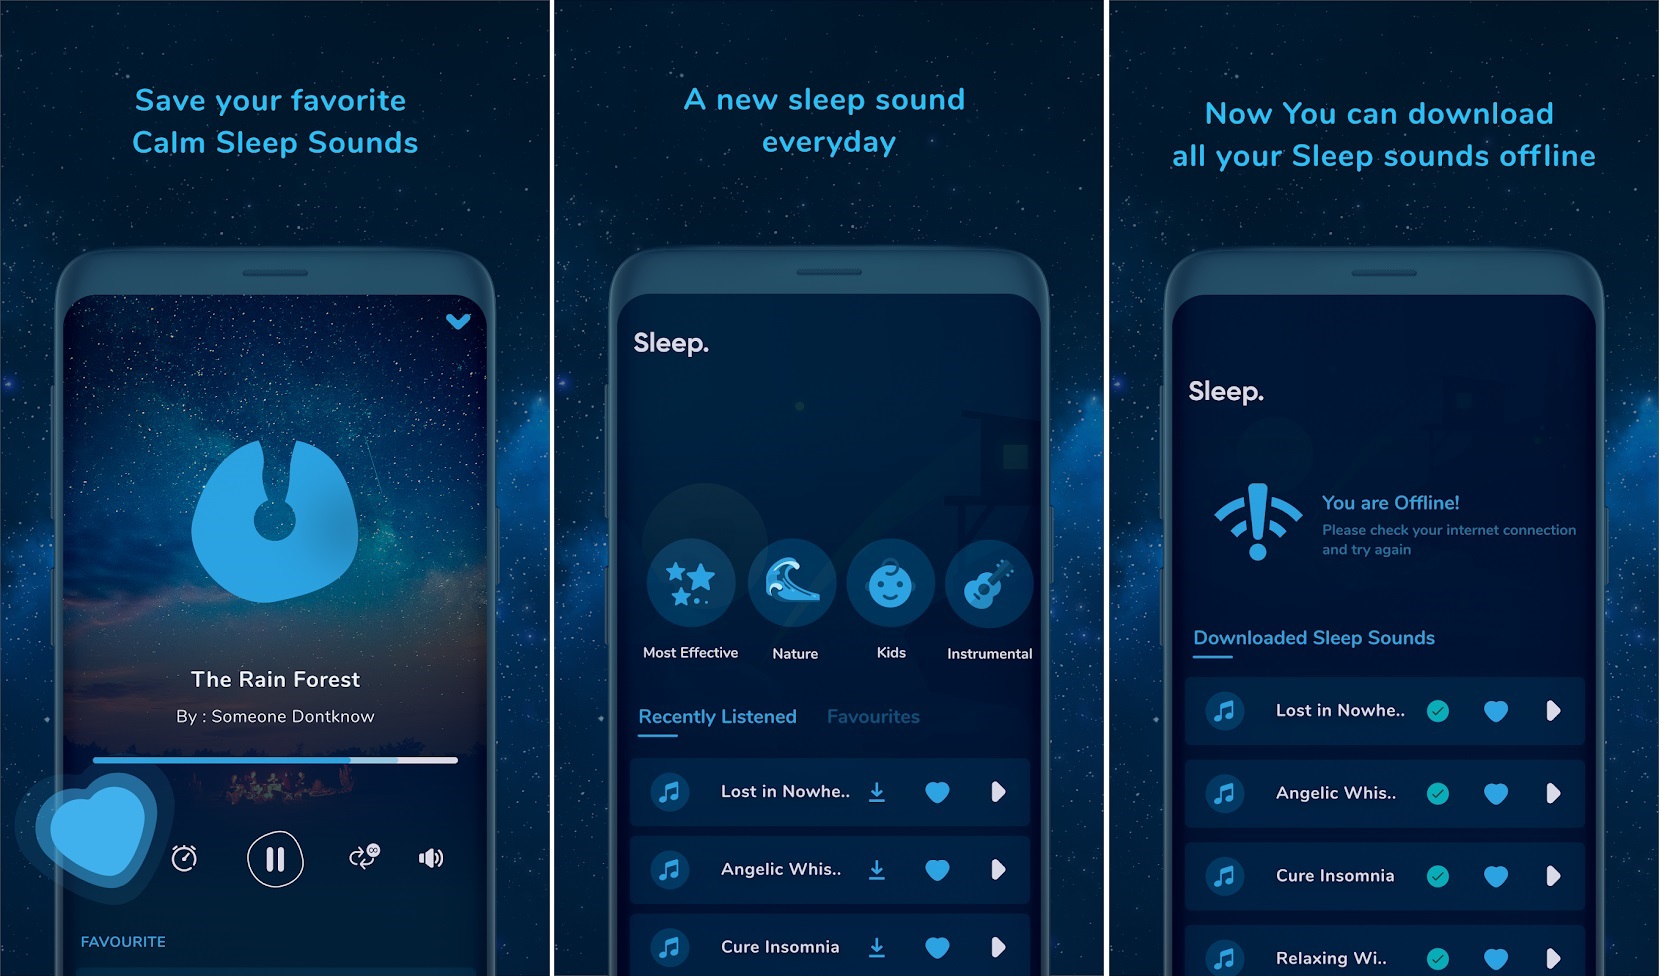 Save your favorite
Calm Sleep Sounds
The Rain Forest
By : Someone Dontknow
FAVOURITE
A new sleep sound
everyday
Sleep.
Most Effective
Nature
Kids
Instrumental
Recently Listened
Favourites
Lost in Nowhe..
Angelic Whis..
Cure Insomnia
Now You can download
all your Sleep sounds offline
Sleep.
You are Offline!
Please check your internet connection
and try again
Downloaded Sleep Sounds
Lost in Nowhe..
Angelic Whis..
Cure Insomnia
Relaxing Wi..